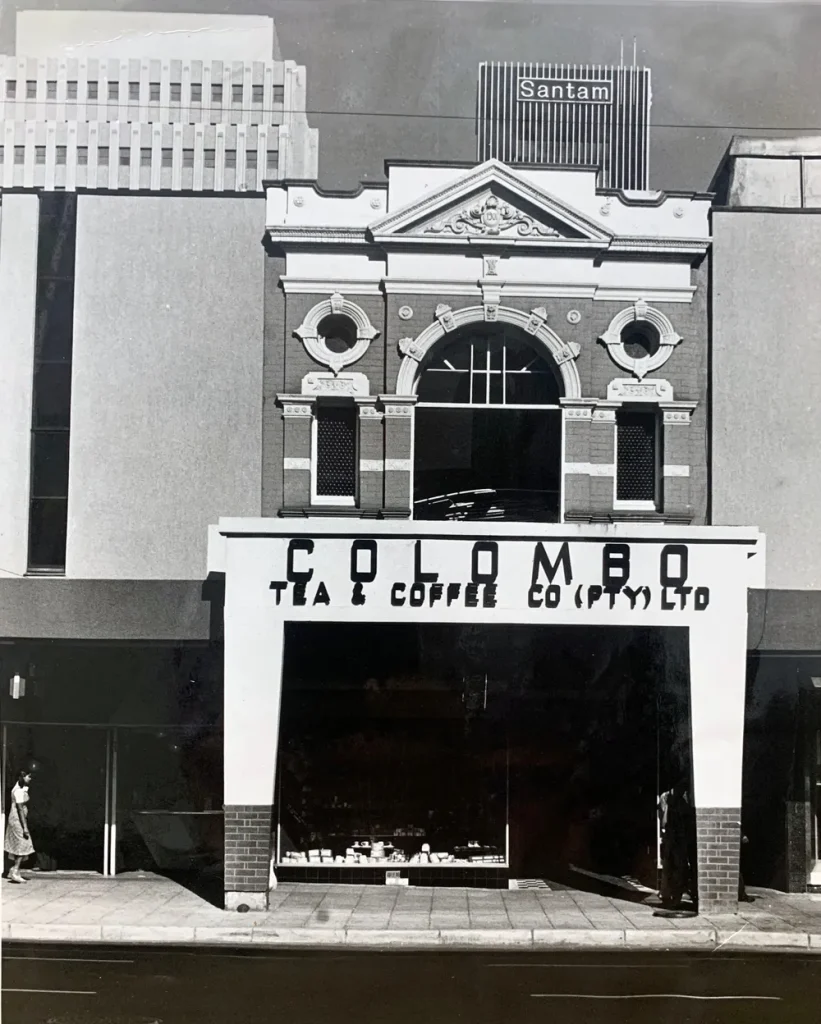 Santam
COLOMBO
TEA & COFFEE CO (PTY) LTD